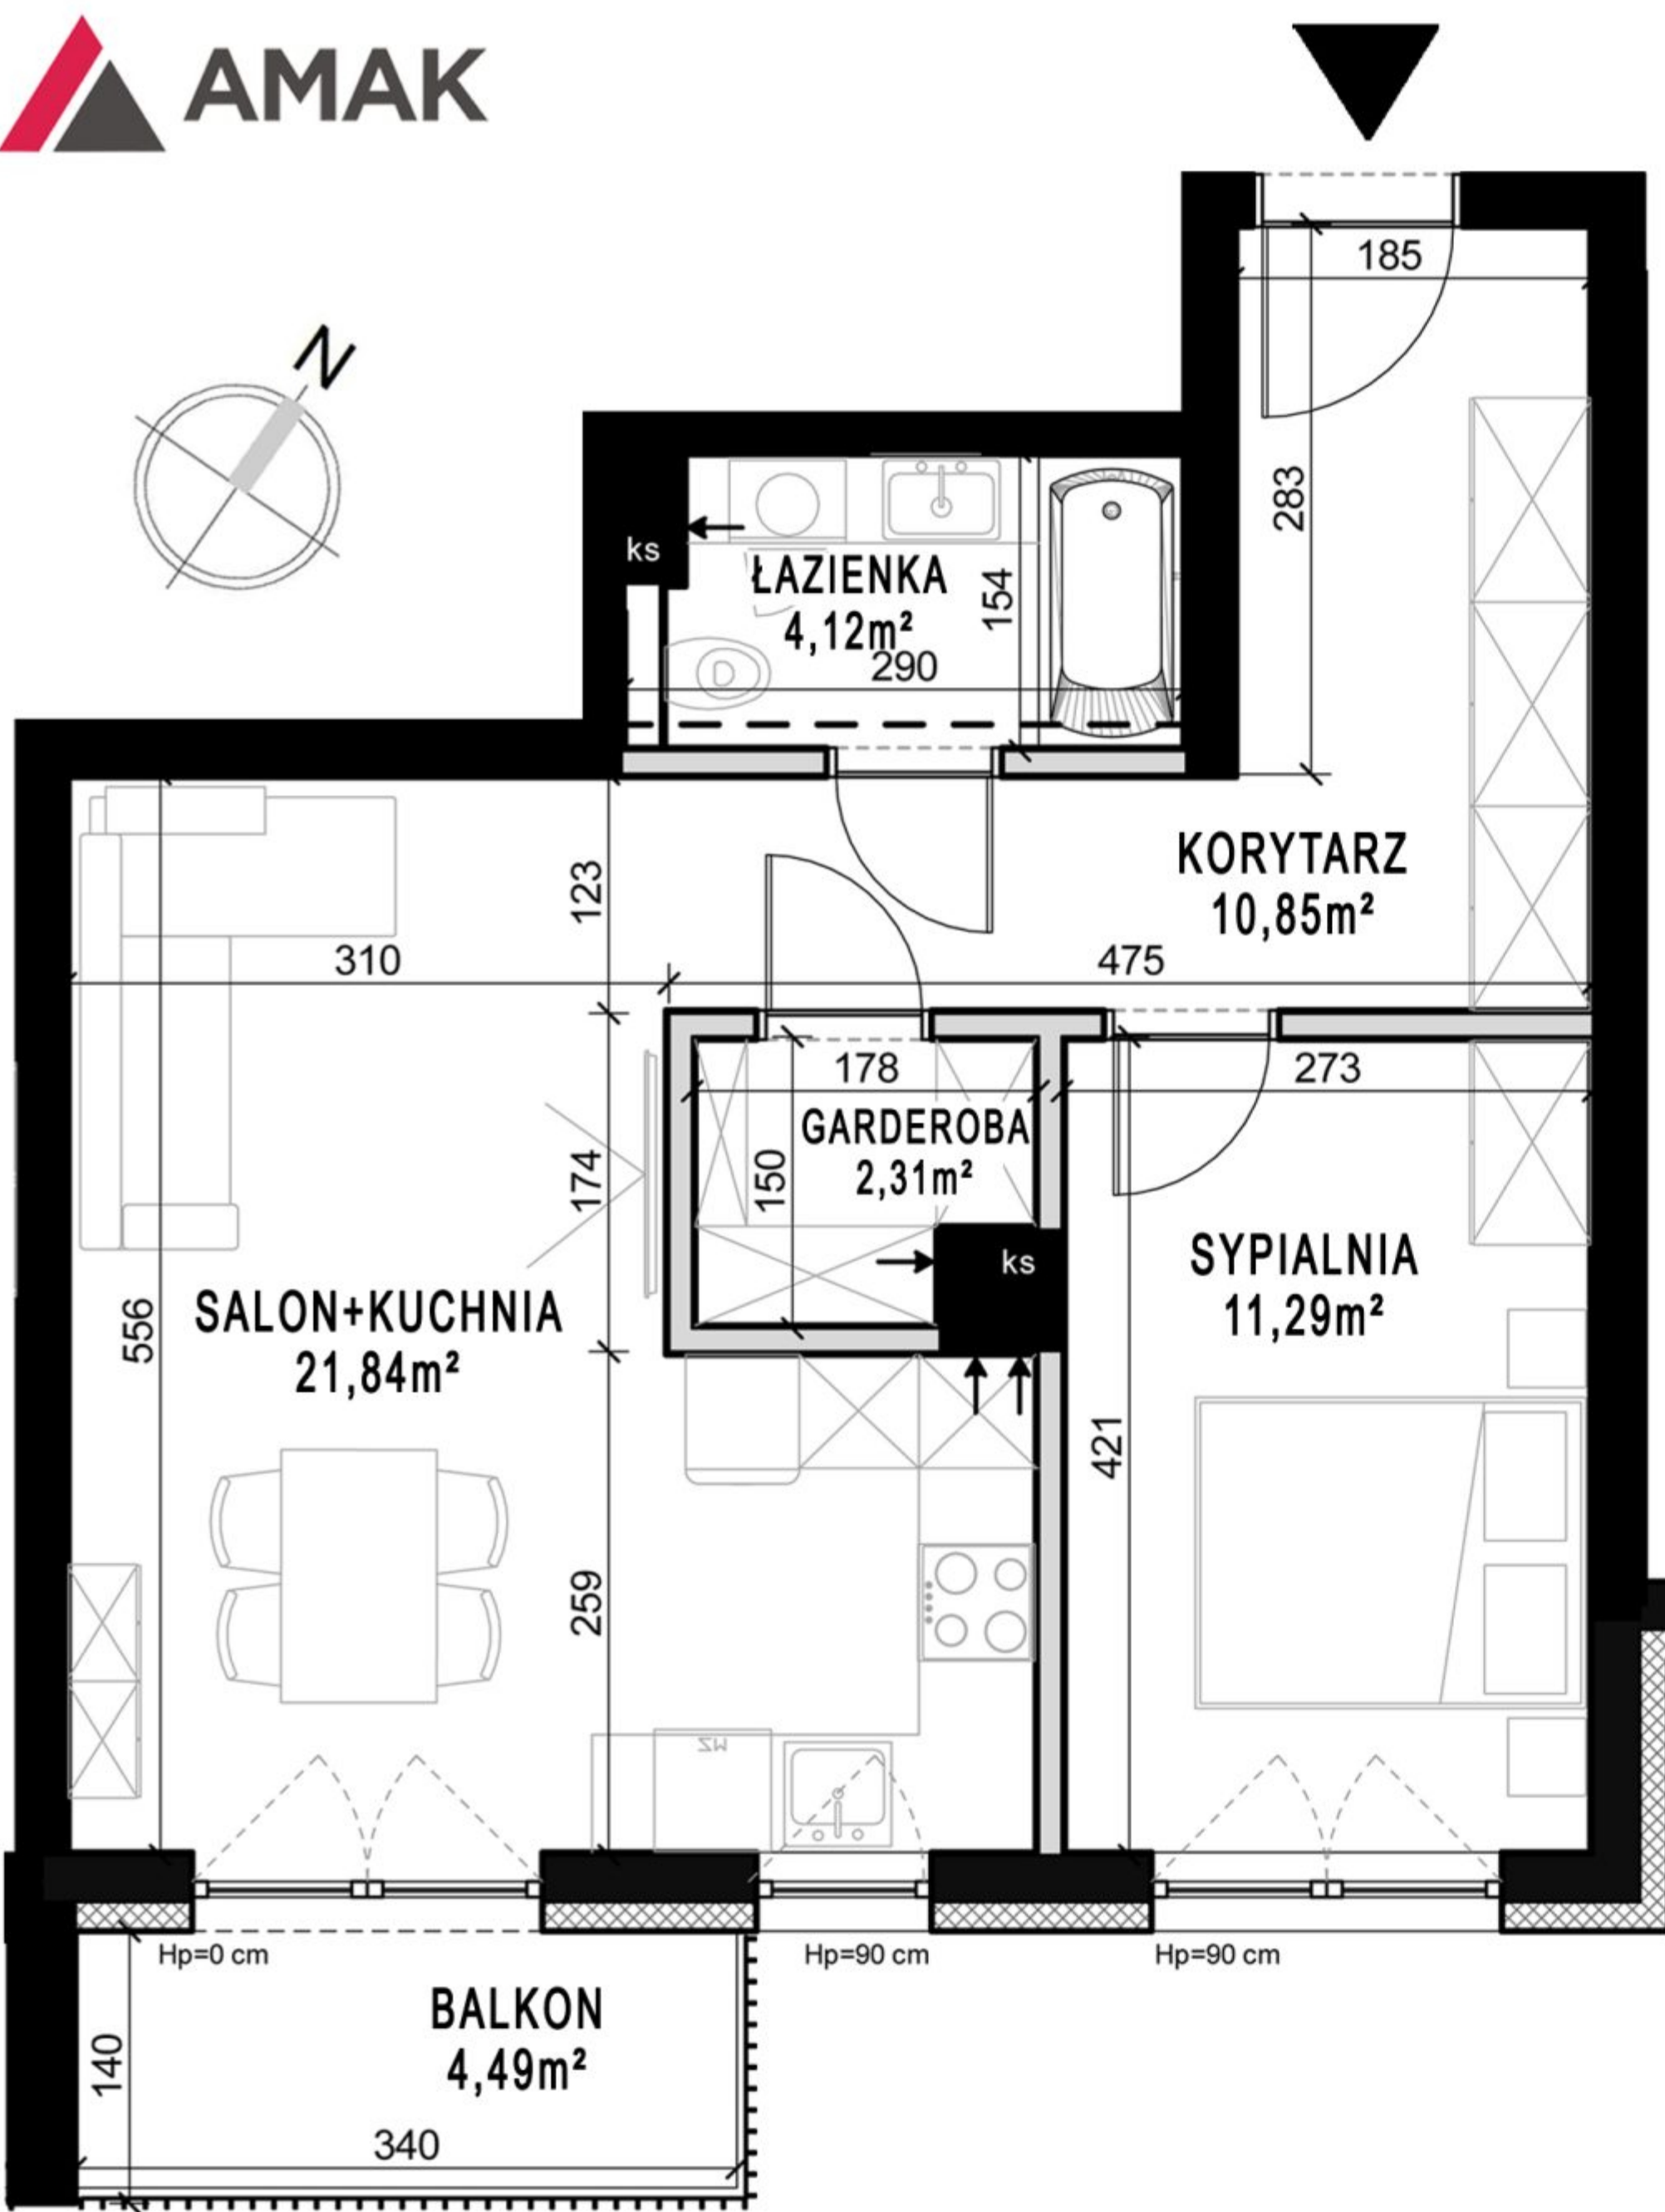 AMAK
N
185
283
ks
ŁAZIENKA
4,12m²
154
290
KORYTARZ
10,85m²
123
310
475
178
273
GARDEROBA
2,31m²
150
174
ks
SYPIALNIA
11,29m²
556
SALON+KUCHNIA
21,84m²
421
259
ZM
Hp=0 cm
Hp=90 cm
Hp=90 cm
BALKON
4,49m²
140
340